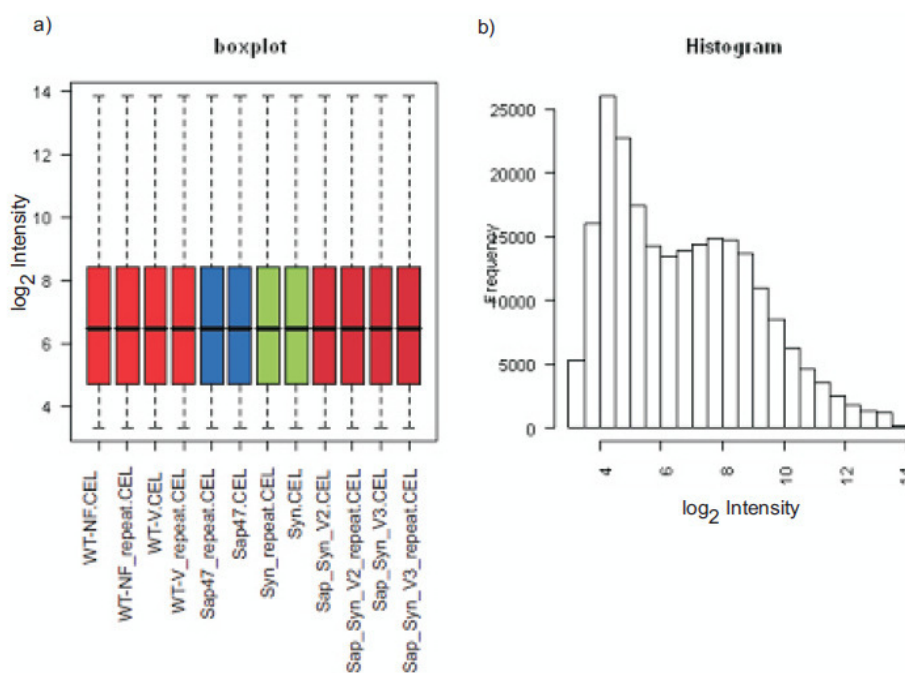 a)
boxplot
log2 Intensity
14
12
10
8
6
4
WT-NF.CEL
WT-NF_repeat.CEL
WT-V.CEL
WT-V_repeat.CEL
Sap47_repeat.CEL
Sap47.CEL
Syn_repeat.CEL
Syn.CEL
Sap_Syn_V2.CEL
Sap_Syn_V2_repeat.CEL
Sap_Syn_V3.CEL
Sap_Syn_V3_repeat.CEL
b)
Histogram
Frequency
25000
20000
15000
10000
5000
0
4
6
8
10
12
14
log2 Intensity